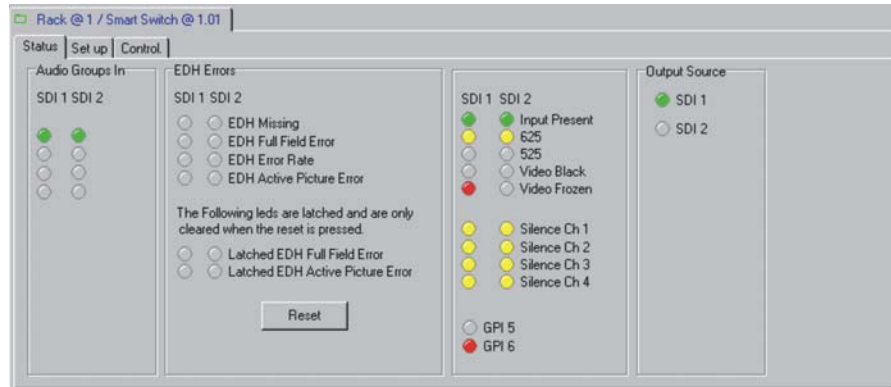 Rack @ 1 / Smart Switch @ 1.01
Status Set up Control.
Audio Groups In
SDI 1 SDI 2
EDH Errors
SDI 1 SDI 2
EDH Missing
EDH Full Field Error
EDH Error Rate
EDH Active Picture Error
The Following leds are latched and are only
cleared when the reset is pressed.
Latched EDH Full Field Error
Latched EDH Active Picture Error
Reset
SDI 1 SDI 2
Input Present
625
525
Video Black
Video Frozen
Silence Ch 1
Silence Ch 2
Silence Ch 3
Silence Ch 4
GPI 5
GPI 6
Output Source
SDI 1
SDI 2